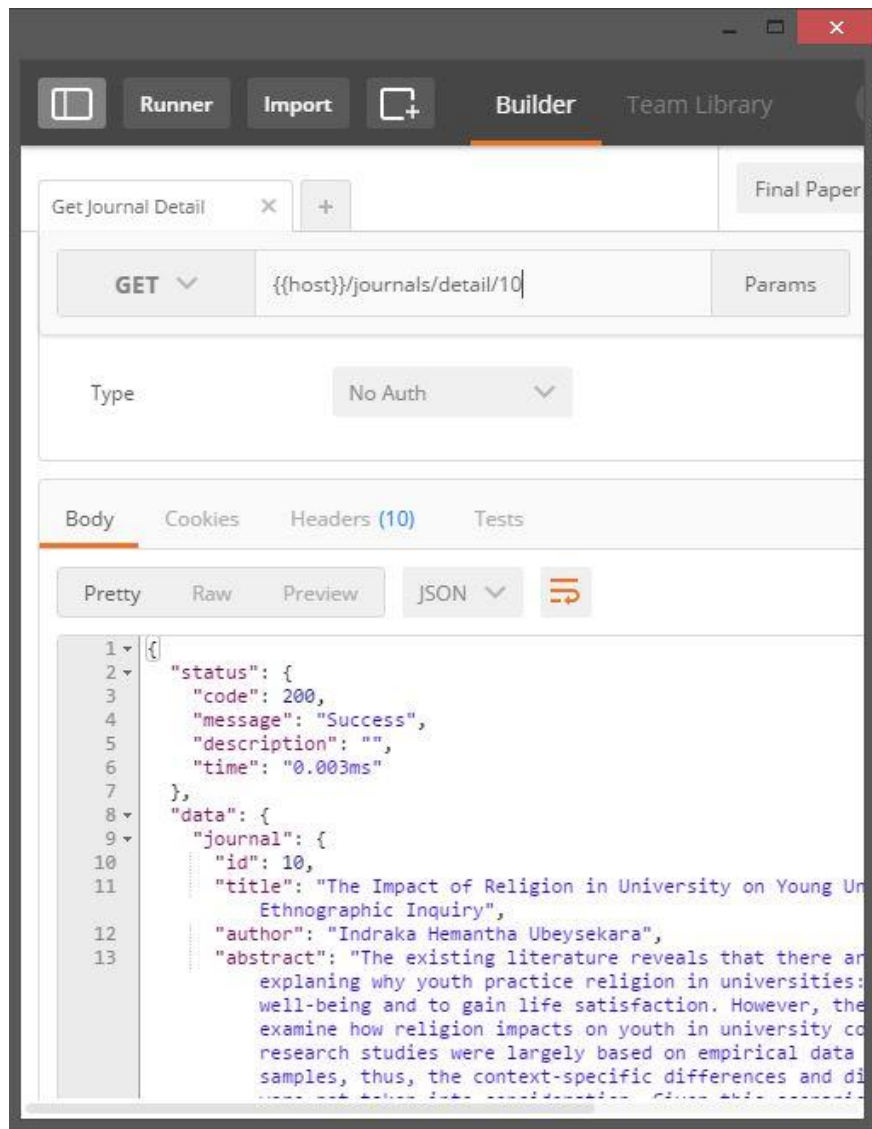 Runner Import Builder Team Library
Final Paper
Get Journal Detail
GET {{host}}/journals/detail/10 Params
Type No Auth
Body Cookies Headers (10) Tests
Pretty Raw Preview JSON
1 {
2 "status": {
3 "code": 200,
4 "message": "Success",
5 "description": "",
6 "time": "0.003ms"
7 },
8 "data": {
9 "journal": {
10 "id": 10,
11 "title": "The Impact of Religion in University on Young Un
Ethnographic Inquiry",
12 "author": "Indraka Hemantha Ubeysekara",
13 "abstract": "The existing literature reveals that there ar
explaning why youth practice religion in universities:
well-being and to gain life satisfaction. However, the
examine how religion impacts on youth in university co
research studies were largely based on empirical data
samples, thus, the context-specific differences and di